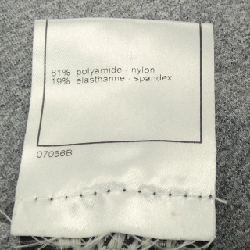 81% polyamide - nylon
19% elasthanne - spandex
07056B